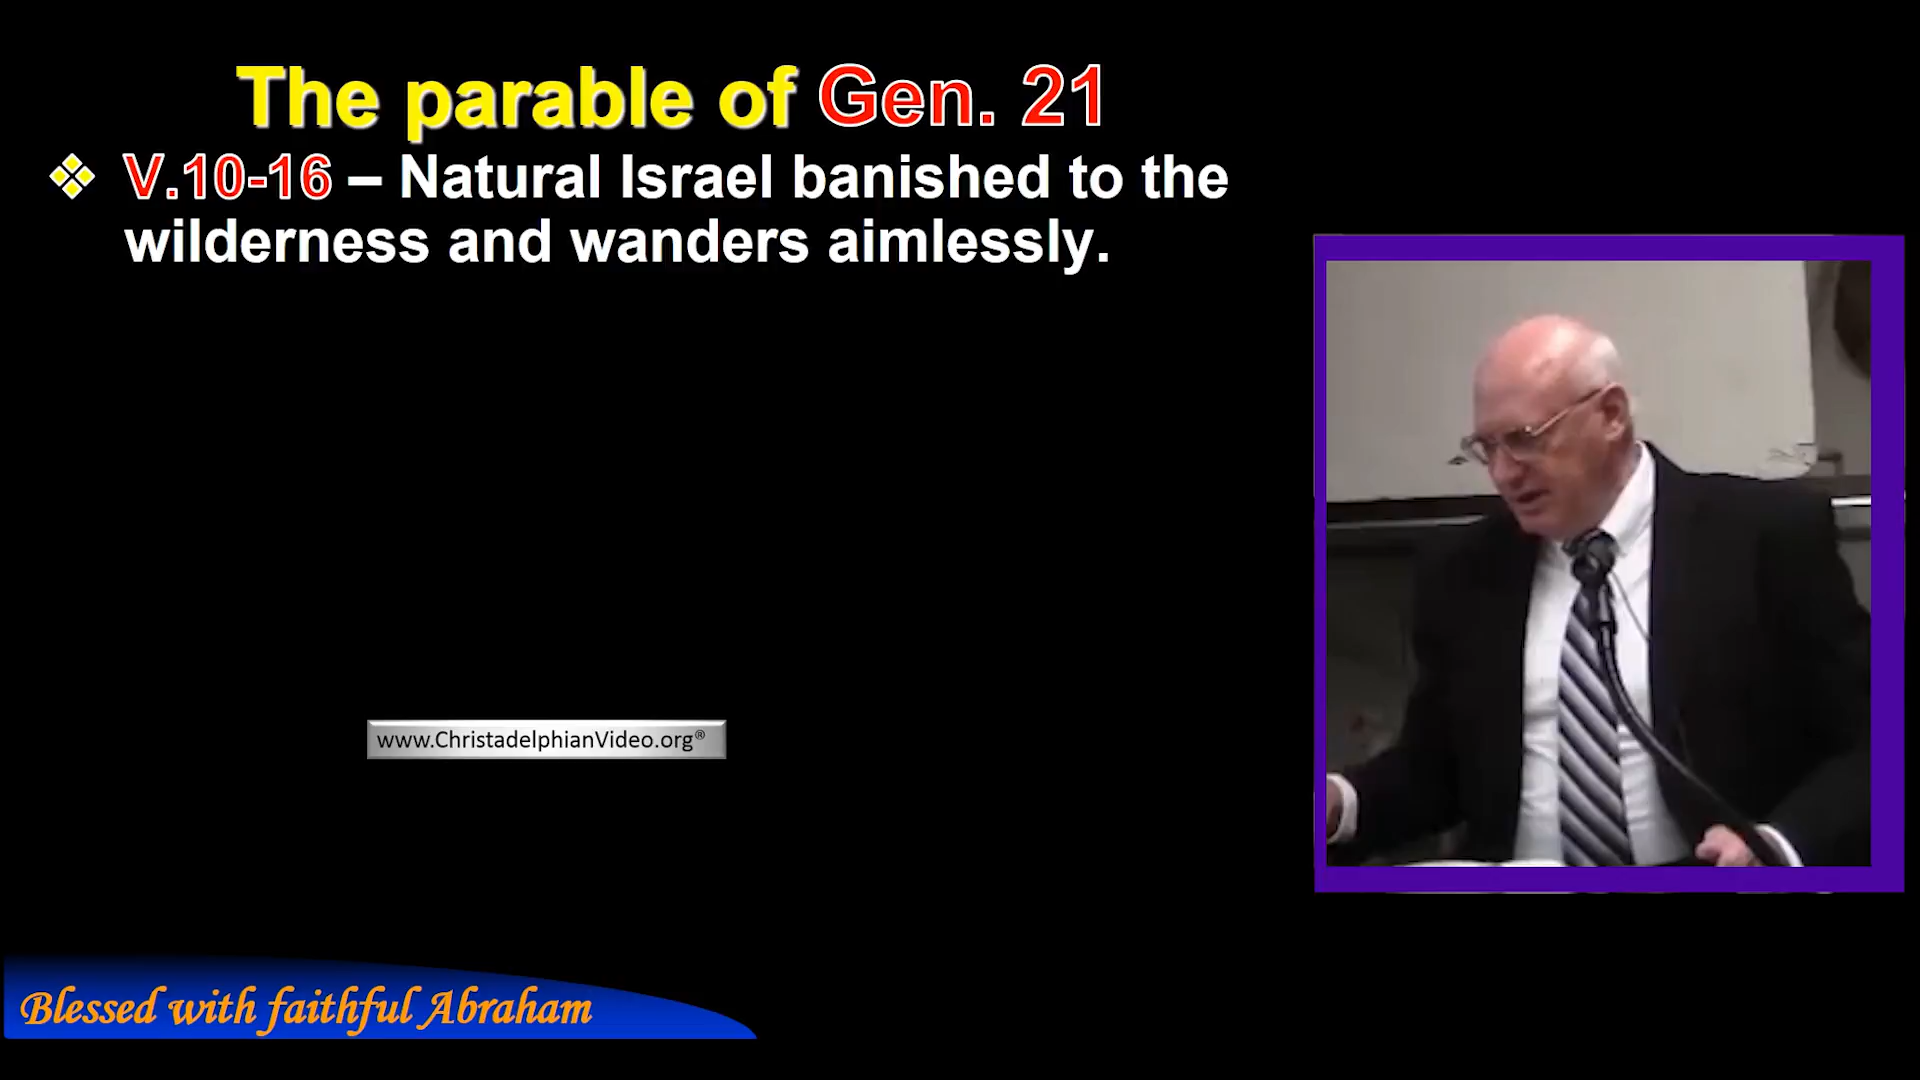 The parable of Gen. 21
V.10-16 – Natural Israel banished to the
wilderness and wanders aimlessly.
www.ChristadelphianVideo.org®
Blessed with faithful Abraham